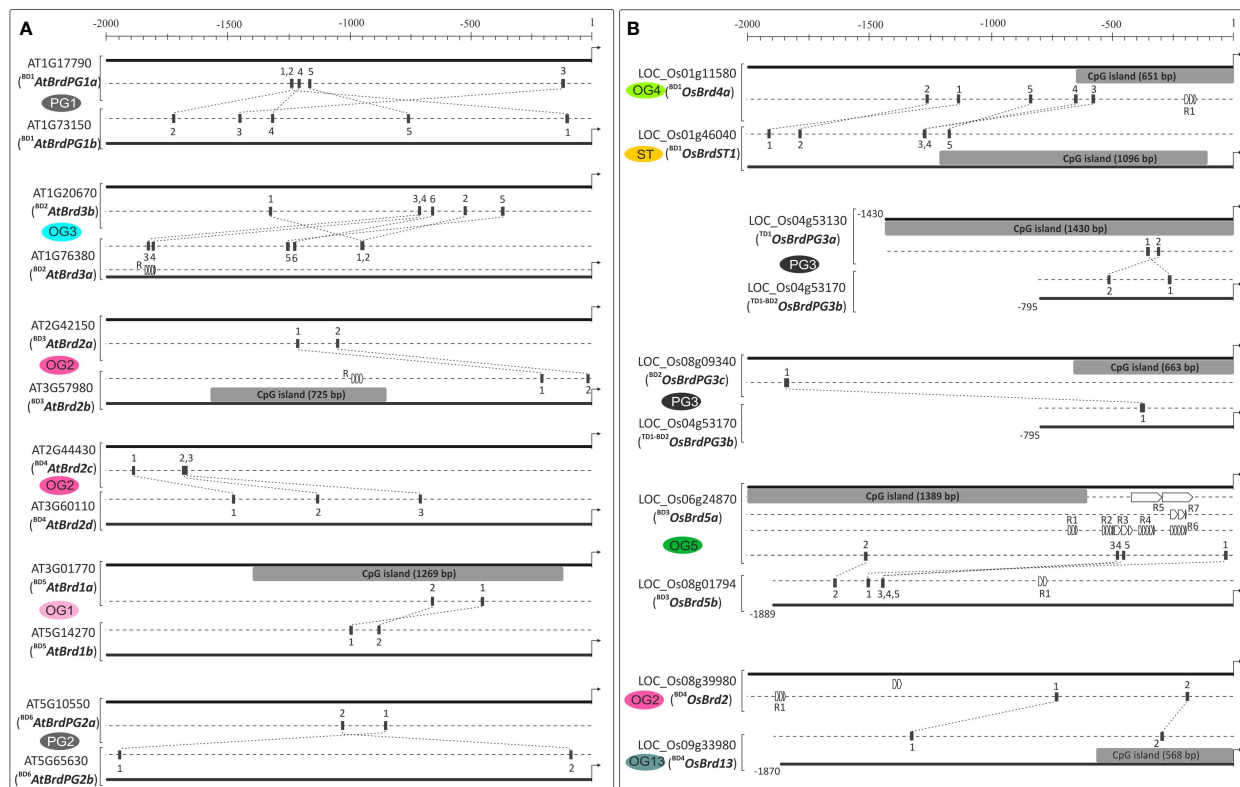 A
-2000 -1500 -1000 -500 1
AT1G17790
(BD1AtBrdPG1a)
1,2 4 5 3
PG1
AT1G73150
(BD1AtBrdPG1b)
2 3 4 5 1
AT1G20670
(BD2AtBrd3b)
1 3,4 6 2 5
OG3
AT1G76380
(BD2AtBrd3a)
34 56 1,2
R
AT2G42150
(BD3AtBrd2a)
1 2
OG2
R
AT3G57980
(BD3AtBrd2b)
1 2
CpG island (725 bp)
AT2G44430
(BD4AtBrd2c)
1 2,3
OG2
AT3G60110
(BD4AtBrd2d)
1 2 3
AT3G01770
(BD5AtBrd1a)
CpG island (1269 bp)
2 1
OG1
AT5G14270
(BD5AtBrd1b)
1 2
AT5G10550
(BD6AtBrdPG2a)
2 1
PG2
AT5G65630
(BD6AtBrdPG2b)
1 2
B
-2000 -1500 -1000 -500 1
LOC_Os01g11580
CpG island (651 bp)
OG4 (BD1OsBrd4a)
2 1 5 4 3
R1
LOC_Os01g46040
ST (BD1OsBrdST1)
1 2 3,4 5
CpG island (1096 bp)
-1430
LOC_Os04g53130
CpG island (1430 bp)
(TD1OsBrdPG3a)
1 2
PG3
LOC_Os04g53170
(TD1-BD2OsBrdPG3b)
2 1
-795
LOC_Os08g09340
CpG island (663 bp)
(BD2OsBrdPG3c)
1
PG3
LOC_Os04g53170
(TD1-BD2OsBrdPG3b)
1
-795
LOC_Os06g24870
CpG island (1389 bp)
(BD3OsBrd5a)
R5 R7
R1 R2 R3 R4 R6
OG5
2 34 5 1
LOC_Os08g01794
(BD3OsBrd5b)
2 1 3,4,5 R1
-1889
LOC_Os08g39980
OG2 (BD4OsBrd2)
R1 1 2
LOC_Os09g33980
1 2
OG13 (BD4OsBrd13)
CpG island (568 bp)
-1870